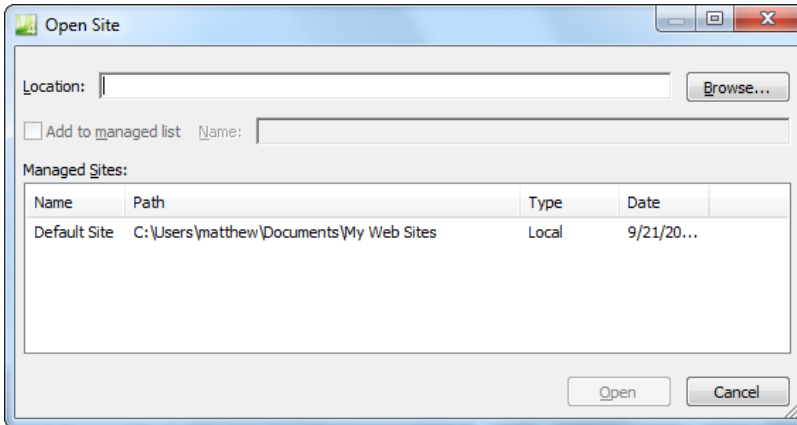 Open Site
Location: Browse...
Add to managed list Name:
Managed Sites:
Name Path Type Date
Default Site C:\Users\matthew\Documents\My Web Sites Local 9/21/20...
Open Cancel